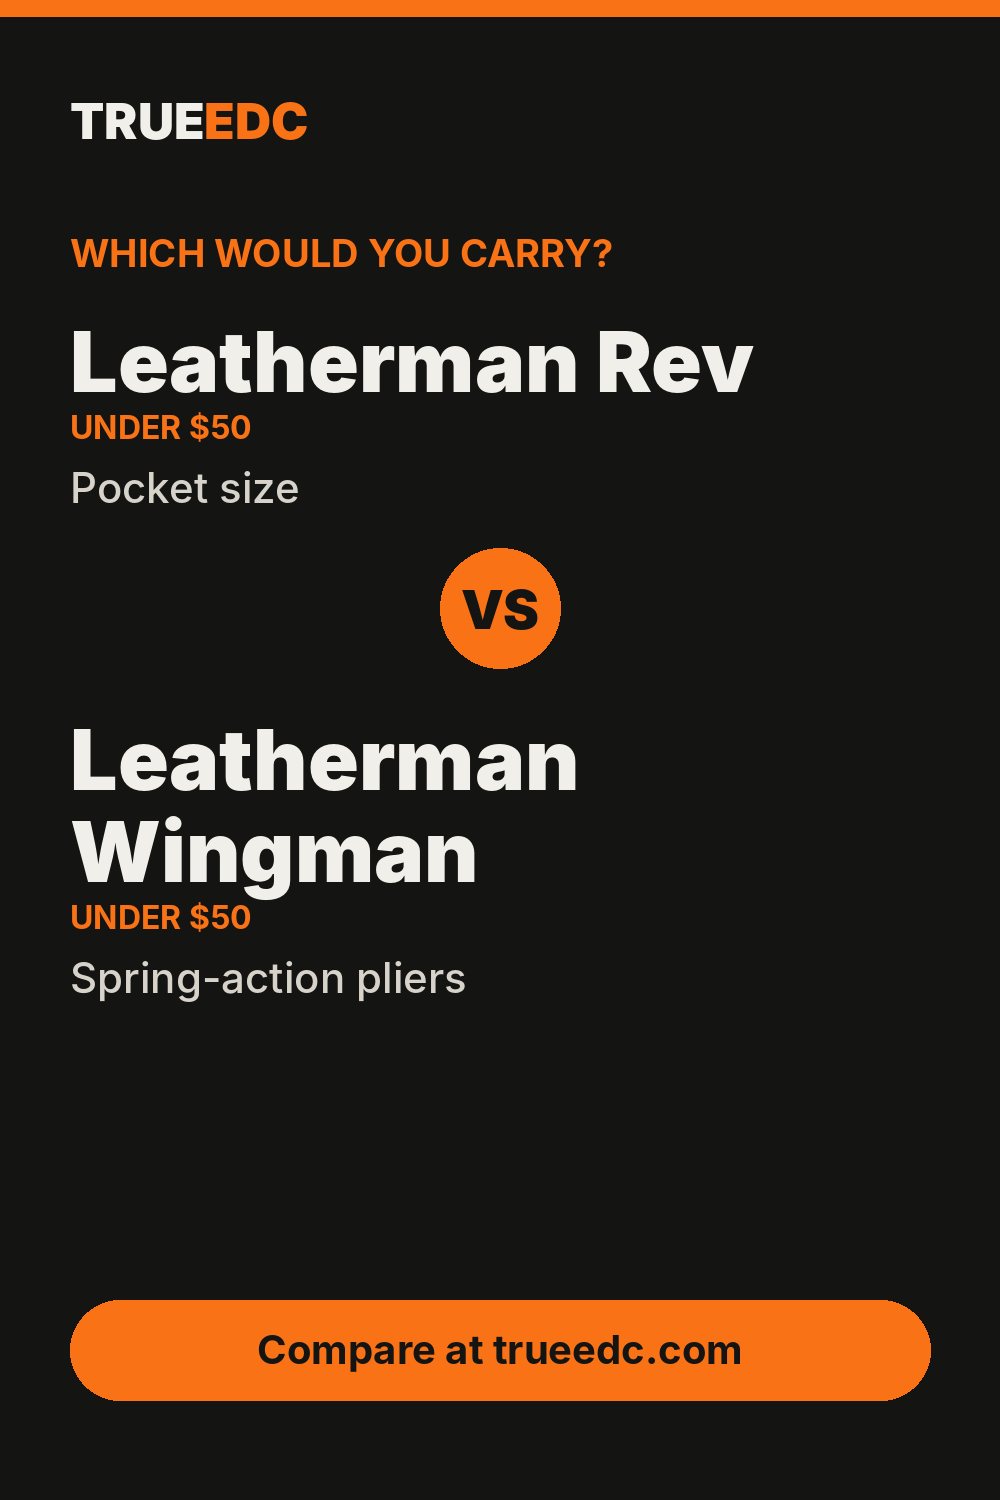 TRUEEDC
WHICH WOULD YOU CARRY?
Leatherman Rev
UNDER $50
Pocket size
VS
Leatherman
Wingman
UNDER $50
Spring-action pliers
Compare at trueedc.com